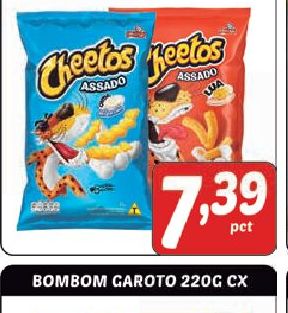 Cheetos
ASSADO
Cheetos
ASSADO
7,39
pct
BOMBOM GAROTO 220G CX